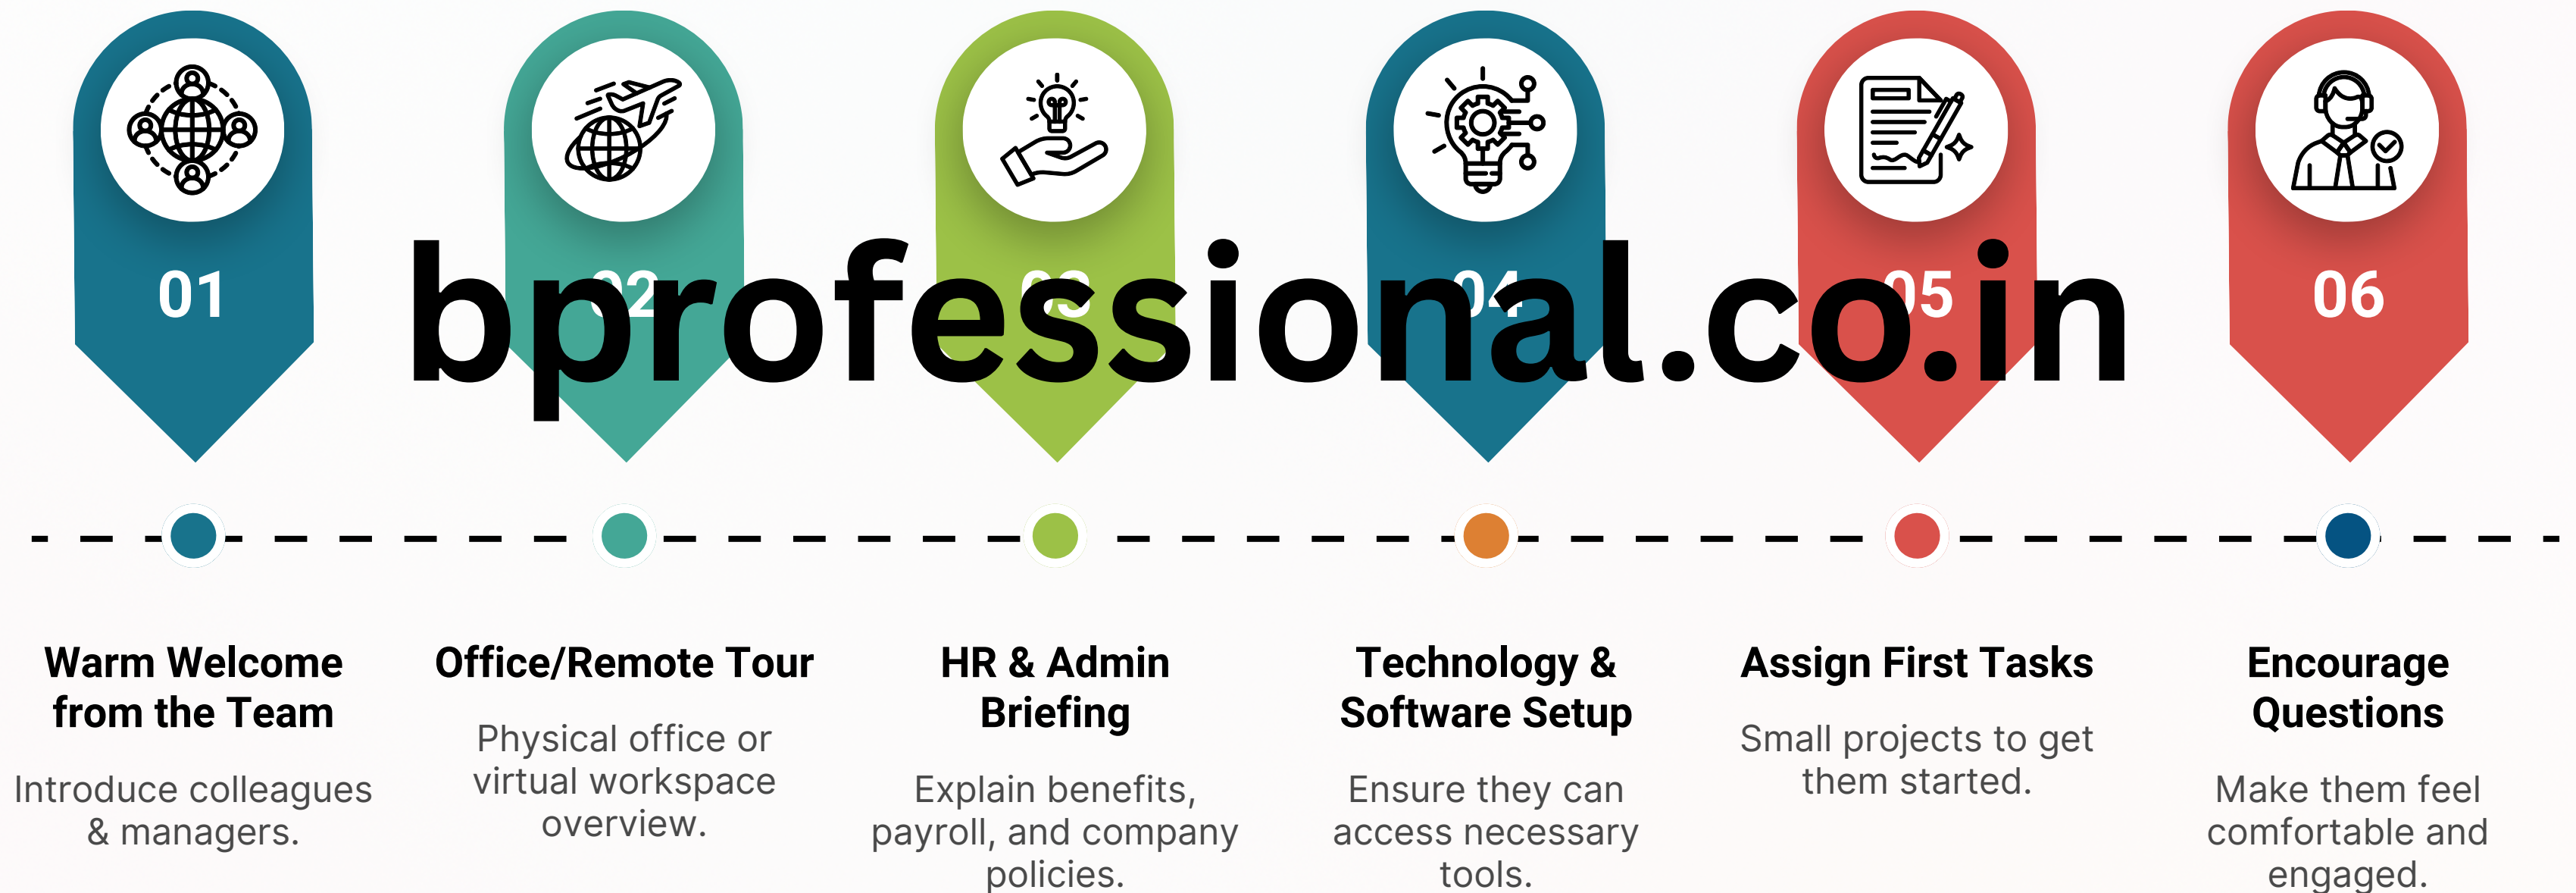 01
02
03
04
05
06
bprofessional.co.in
Warm Welcome
from the Team
Introduce colleagues
& managers.
Office/Remote Tour
Physical office or
virtual workspace
overview.
HR & Admin
Briefing
Explain benefits,
payroll, and company
policies.
Technology &
Software Setup
Ensure they can
access necessary
tools.
Assign First Tasks
Small projects to get
them started.
Encourage
Questions
Make them feel
comfortable and
engaged.